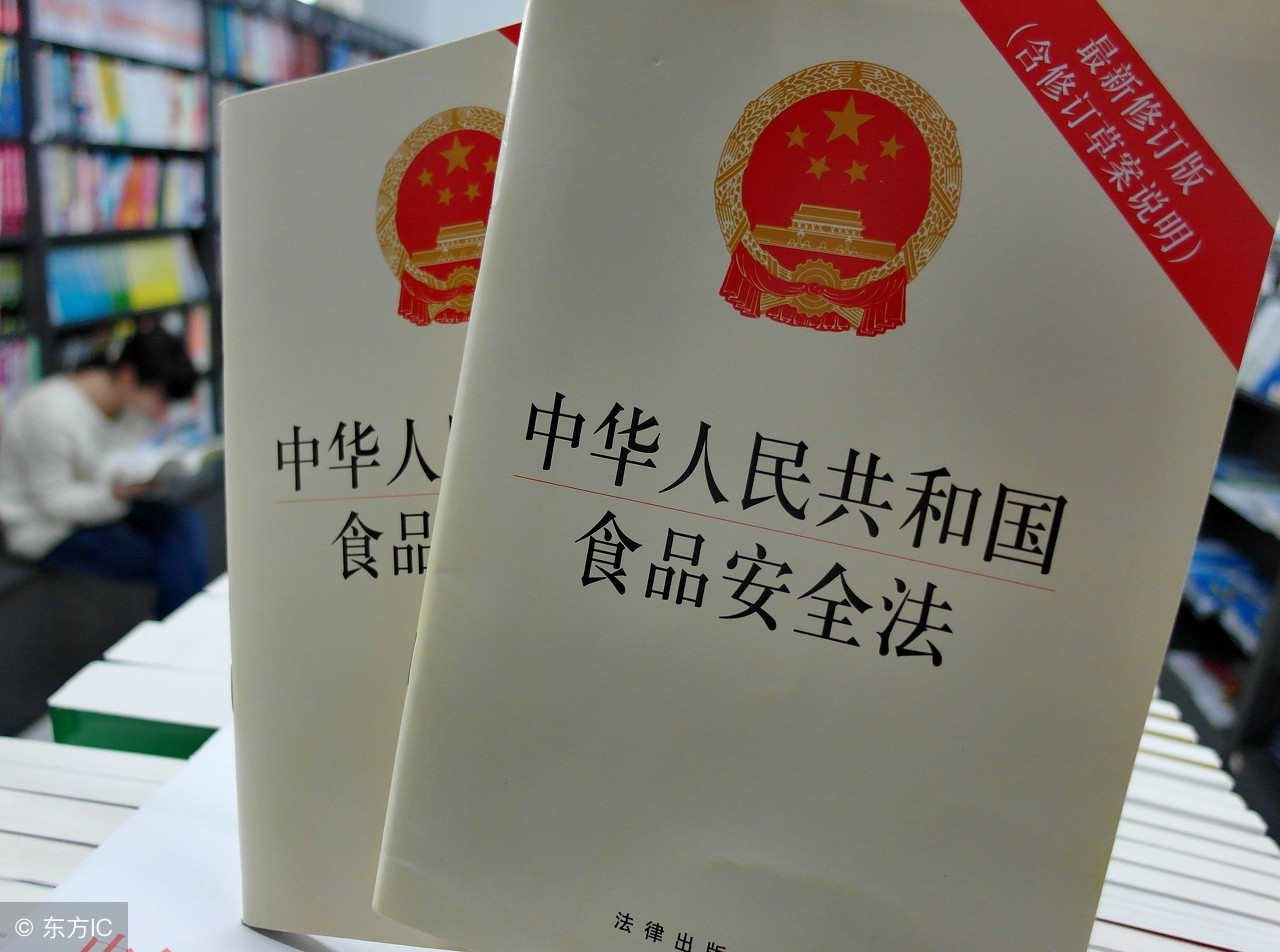 最新修订版
(含修订草案说明)
中华人民共和国
食品安全法
法律出版
中华人
食品
© 东方IC